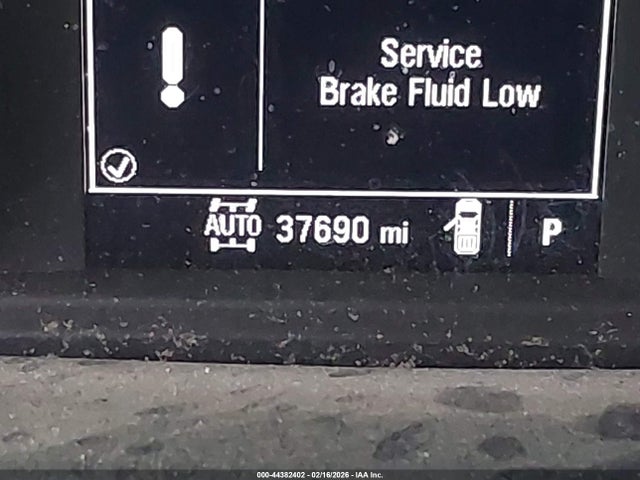 Service
Brake Fluid Low
AUTO 37690 mi P
000-44382402 - 02/16/2026 - IAA Inc.